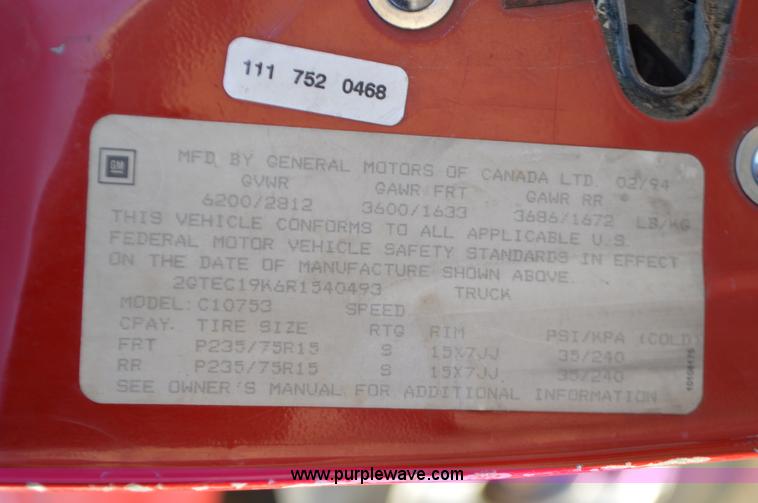 111 752 0468
GM
MFD BY GENERAL MOTORS OF CANADA LTD. 02/94
GVWR GAWR FRT GAWR RR
6200/2812 3600/1633 3686/1672 LB/KG
THIS VEHICLE CONFORMS TO ALL APPLICABLE U.S.
FEDERAL MOTOR VEHICLE SAFETY STANDARDS IN EFFECT
ON THE DATE OF MANUFACTURE SHOWN ABOVE.
2GTEC19K6R1540493 TRUCK
MODEL: C10753 SPEED
CPAY. TIRE SIZE RTG RIM PSI/KPA (COLD)
FRT P235/75R15 S 15X7JJ 35/240
RR P235/75R15 S 15X7JJ 35/240
SEE OWNER'S MANUAL FOR ADDITIONAL INFORMATION
www.purplewave.com